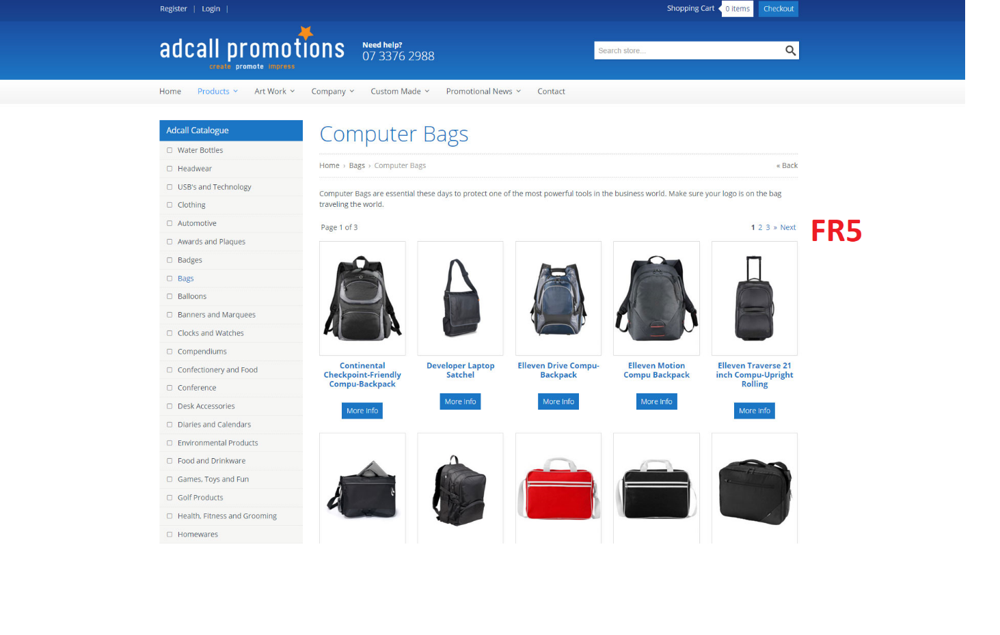 Register | Login |
Shopping Cart 0 items Checkout
adcall promotions
create promote impress
Need help?
07 3376 2988
Search store...
Home Products Art Work Company Custom Made Promotional News Contact
Adcall Catalogue
Water Bottles
Headwear
USB's and Technology
Clothing
Automotive
Awards and Plaques
Badges
Bags
Balloons
Banners and Marquees
Clocks and Watches
Compendiums
Confectionery and Food
Conference
Desk Accessories
Diaries and Calendars
Environmental Products
Food and Drinkware
Games, Toys and Fun
Golf Products
Health, Fitness and Grooming
Homewares
Computer Bags
Home › Bags › Computer Bags
« Back
Computer Bags are essential these days to protect one of the most powerful tools in the business world. Make sure your logo is on the bag
traveling the world.
Page 1 of 3
1 2 3 » Next
FR5
Continental
Checkpoint-Friendly
Compu-Backpack
More Info
Developer Laptop
Satchel
More Info
Elleven Drive Compu-
Backpack
More Info
Elleven Motion
Compu Backpack
More Info
Elleven Traverse 21
inch Compu-Upright
Rolling
More Info